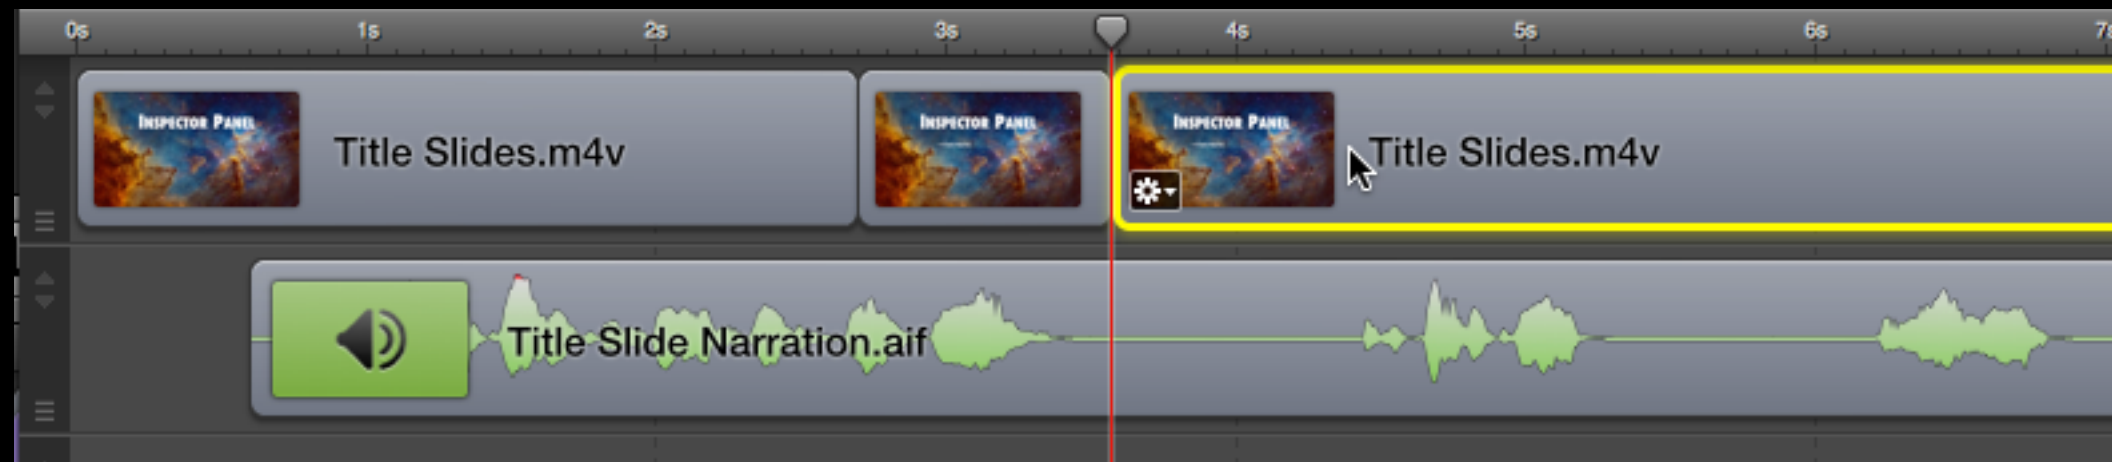 0s 1s 2s 3s 4s 5s 6s
INSPECTOR PANEL Title Slides.m4v INSPECTOR PANEL INSPECTOR PANEL Title Slides.m4v
Title Slide Narration.aif